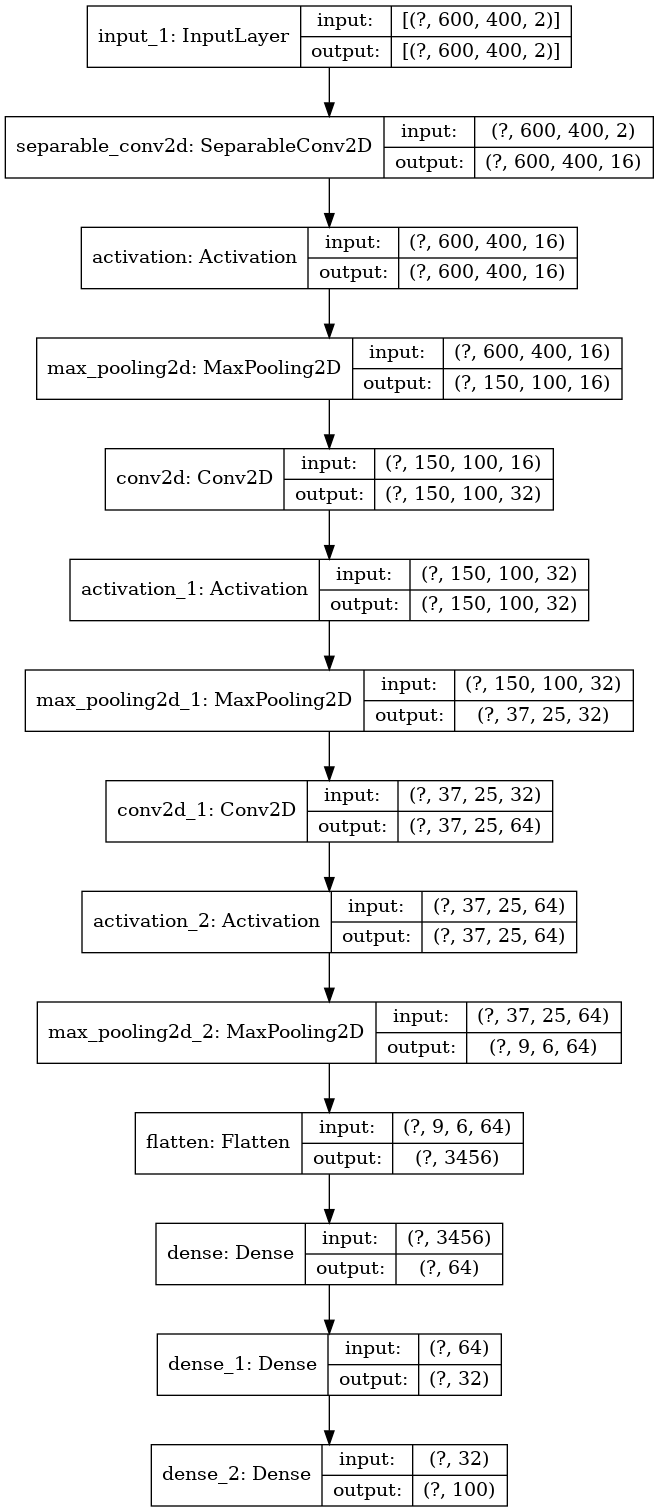 input_1: InputLayer
input: [(?, 600, 400, 2)]
output: [(?, 600, 400, 2)]
separable_conv2d: SeparableConv2D
input: (?, 600, 400, 2)
output: (?, 600, 400, 16)
activation: Activation
input: (?, 600, 400, 16)
output: (?, 600, 400, 16)
max_pooling2d: MaxPooling2D
input: (?, 600, 400, 16)
output: (?, 150, 100, 16)
conv2d: Conv2D
input: (?, 150, 100, 16)
output: (?, 150, 100, 32)
activation_1: Activation
input: (?, 150, 100, 32)
output: (?, 150, 100, 32)
max_pooling2d_1: MaxPooling2D
input: (?, 150, 100, 32)
output: (?, 37, 25, 32)
conv2d_1: Conv2D
input: (?, 37, 25, 32)
output: (?, 37, 25, 64)
activation_2: Activation
input: (?, 37, 25, 64)
output: (?, 37, 25, 64)
max_pooling2d_2: MaxPooling2D
input: (?, 37, 25, 64)
output: (?, 9, 6, 64)
flatten: Flatten
input: (?, 9, 6, 64)
output: (?, 3456)
dense: Dense
input: (?, 3456)
output: (?, 64)
dense_1: Dense
input: (?, 64)
output: (?, 32)
dense_2: Dense
input: (?, 32)
output: (?, 100)